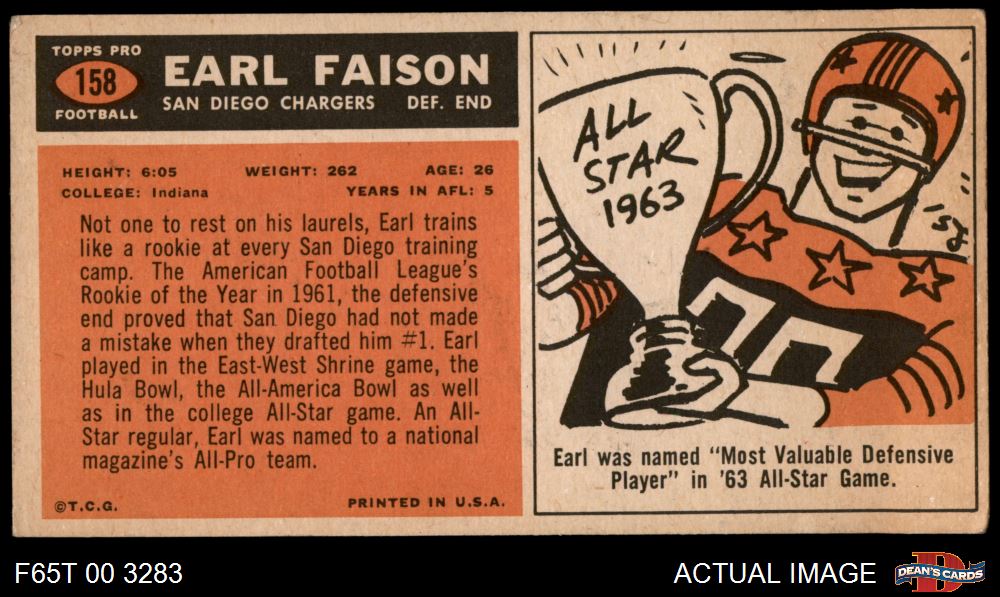 TOPPS PRO
158
FOOTBALL
EARL FAISON
SAN DIEGO CHARGERS DEF. END
HEIGHT: 6:05 WEIGHT: 262 AGE: 26
COLLEGE: Indiana YEARS IN AFL: 5
Not one to rest on his laurels, Earl trains
like a rookie at every San Diego training
camp. The American Football League's
Rookie of the Year in 1961, the defensive
end proved that San Diego had not made
a mistake when they drafted him #1. Earl
played in the East-West Shrine game, the
Hula Bowl, the All-America Bowl as well
as in the college All-Star game. An All-
Star regular, Earl was named to a national
magazine's All-Pro team.
©T.C.G. PRINTED IN U.S.A.
ALL
STAR
1963
Earl was named "Most Valuable Defensive
Player" in '63 All-Star Game.
F65T 00 3283
ACTUAL IMAGE
DEAN'S CARDS